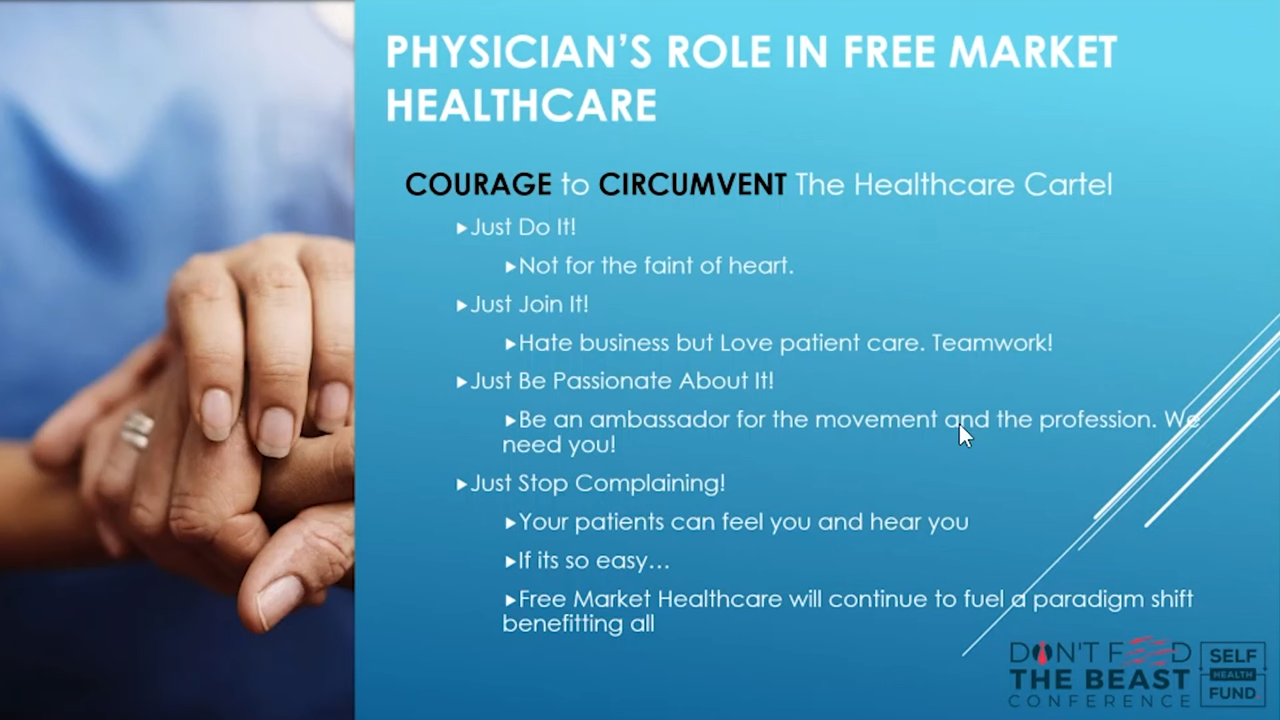 PHYSICIAN'S ROLE IN FREE MARKET
HEALTHCARE
COURAGE to CIRCUMVENT The Healthcare Cartel
▸Just Do It!
▸Not for the faint of heart.
▸Just Join It!
▸Hate business but Love patient care. Teamwork!
▸Just Be Passionate About It!
▸Be an ambassador for the movement and the profession. We
need you!
▸Just Stop Complaining!
▸Your patients can feel you and hear you
▸If its so easy…
▸Free Market Healthcare will continue to fuel a paradigm shift
benefitting all
DON'T FEED
THE BEAST
CONFERENCE
SELF
HEALTH
FUND